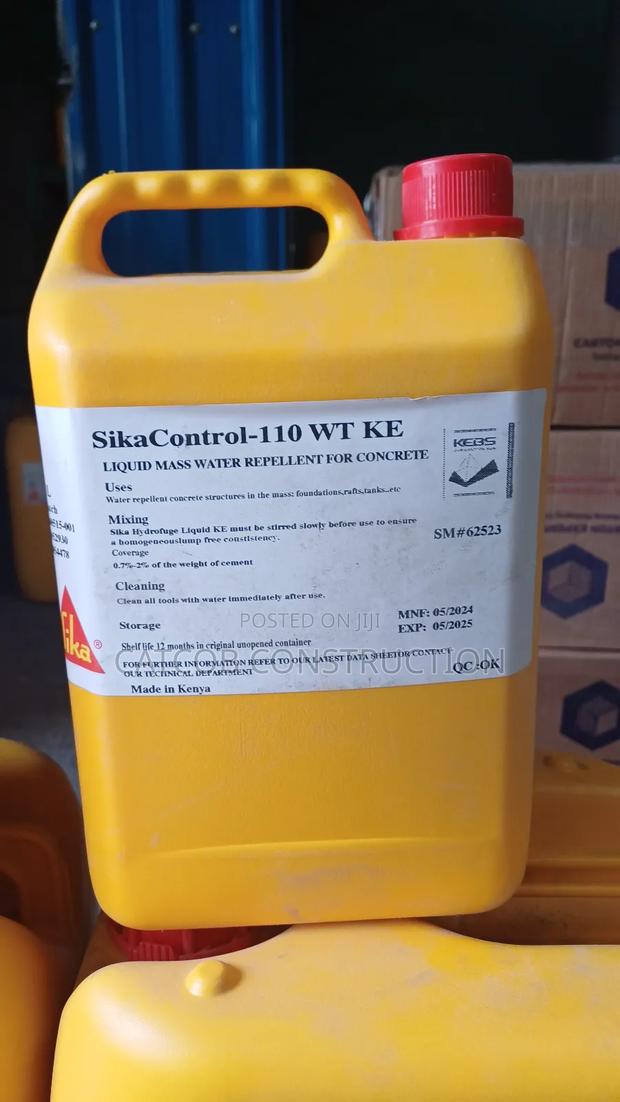 SikaControl-110 WT KE
LIQUID MASS WATER REPELLENT FOR CONCRETE
KEBS
Uses
Water repellent concrete structures in the mass: foundations,rafts,tanks..etc
Mixing
Sika Hydrofuge Liquid KE must be stirred slowly before use to ensure
a homogeneouslump free constistency.
SM#62523
Coverage
0.7%-2% of the weight of cement
Cleaning
Clean all tools with water immediately after use.
Storage
MNF: 05/2024
EXP: 05/2025
Shelf life 12 months in criginal unopened container
FOR FURTHER INFORMATION REFER TO OUR LATEST DATA SHEETOR CONTACT
OUR TECHNICAL DEPARTMENT
QC :OK
Made in Kenya
Sika®
POSTED ON JIJI
CATCOR CONSTRUCTION